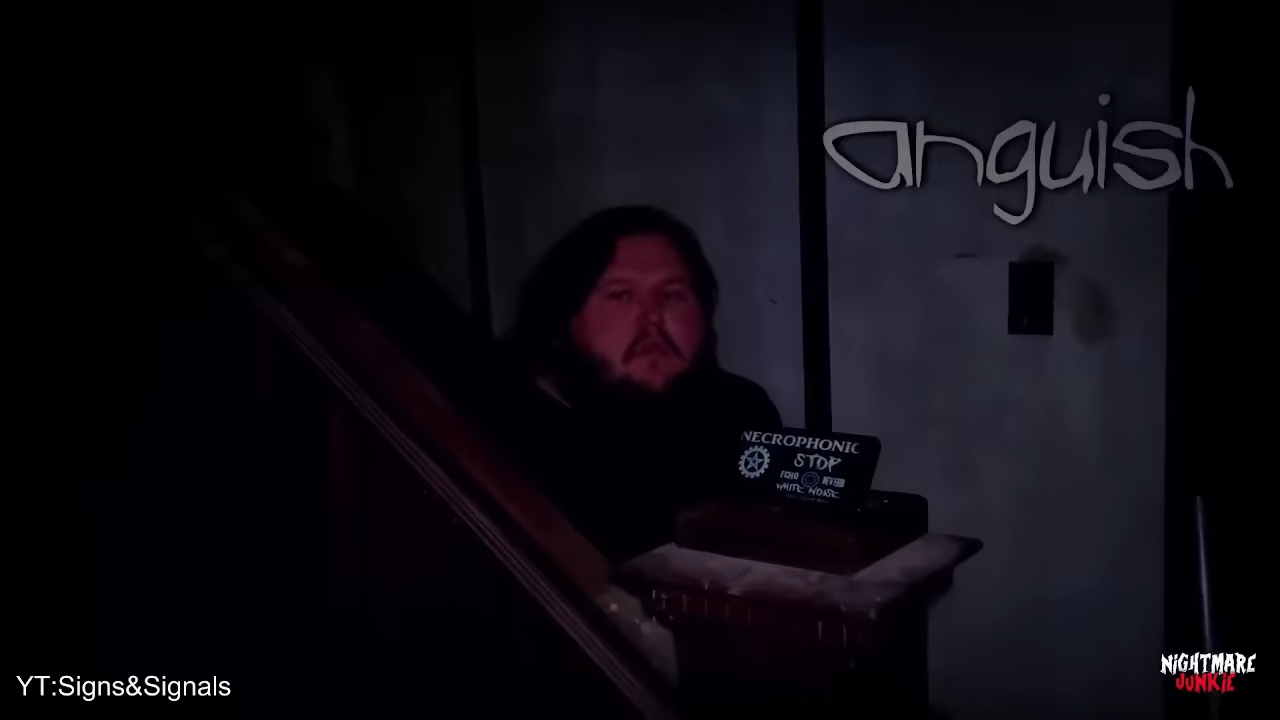 anguish
NECROPHONIC
STOP
ECHO
REVERB
WHITE NOISE
YT:Signs&Signals
NIGHTMARE
JUNKIE